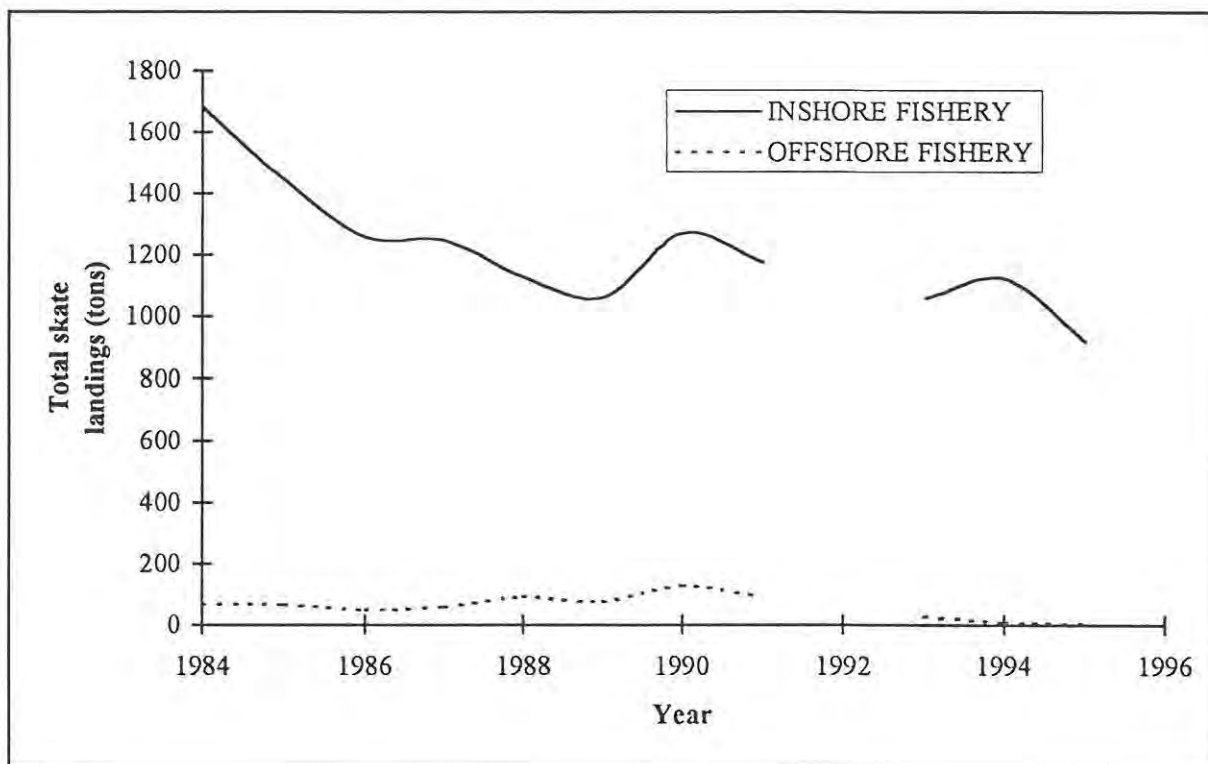 1800
1600
1400
1200
1000
800
600
400
200
0
Total skate
landings (tons)
INSHORE FISHERY
OFFSHORE FISHERY
1984 1986 1988 1990 1992 1994 1996
Year